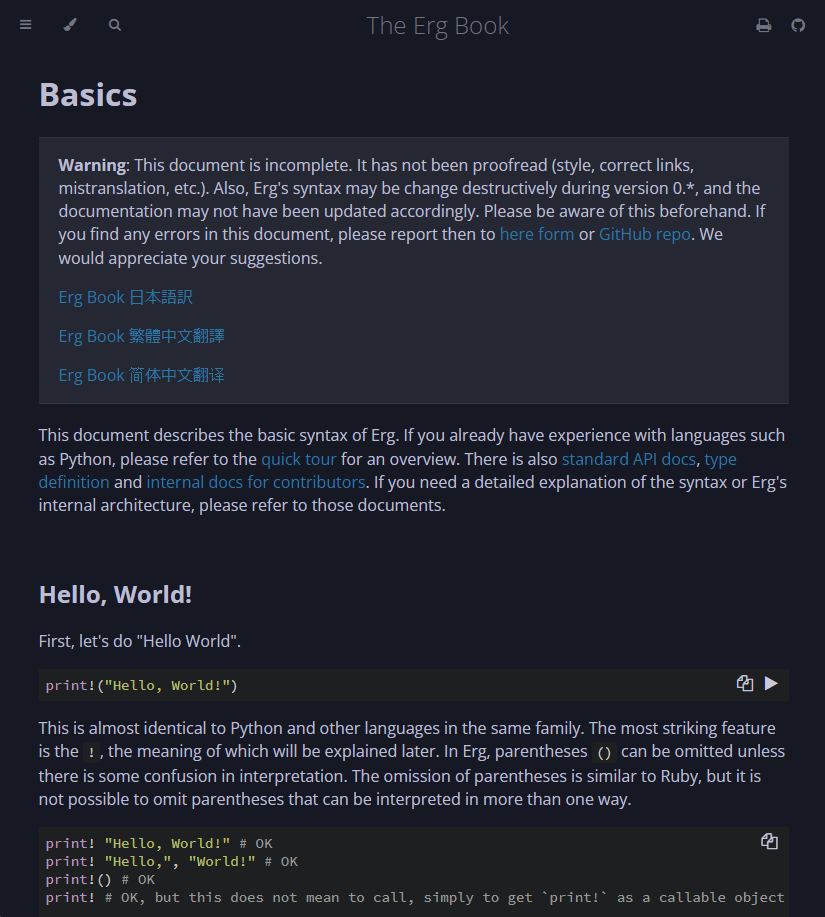 The Erg Book
Basics
Warning: This document is incomplete. It has not been proofread (style, correct links,
mistranslation, etc.). Also, Erg's syntax may be change destructively during version 0.*, and the
documentation may not have been updated accordingly. Please be aware of this beforehand. If
you find any errors in this document, please report then to here form or GitHub repo. We
would appreciate your suggestions.
Erg Book 日本語訳
Erg Book 繁體中文翻譯
Erg Book 简体中文翻译
This document describes the basic syntax of Erg. If you already have experience with languages such
as Python, please refer to the quick tour for an overview. There is also standard API docs, type
definition and internal docs for contributors. If you need a detailed explanation of the syntax or Erg's
internal architecture, please refer to those documents.
Hello, World!
First, let's do "Hello World".
print!("Hello, World!")
This is almost identical to Python and other languages in the same family. The most striking feature
is the !, the meaning of which will be explained later. In Erg, parentheses () can be omitted unless
there is some confusion in interpretation. The omission of parentheses is similar to Ruby, but it is
not possible to omit parentheses that can be interpreted in more than one way.
print! "Hello, World!" # OK
print! "Hello,", "World!" # OK
print!() # OK
print! # OK, but this does not mean to call, simply to get `print!` as a callable object